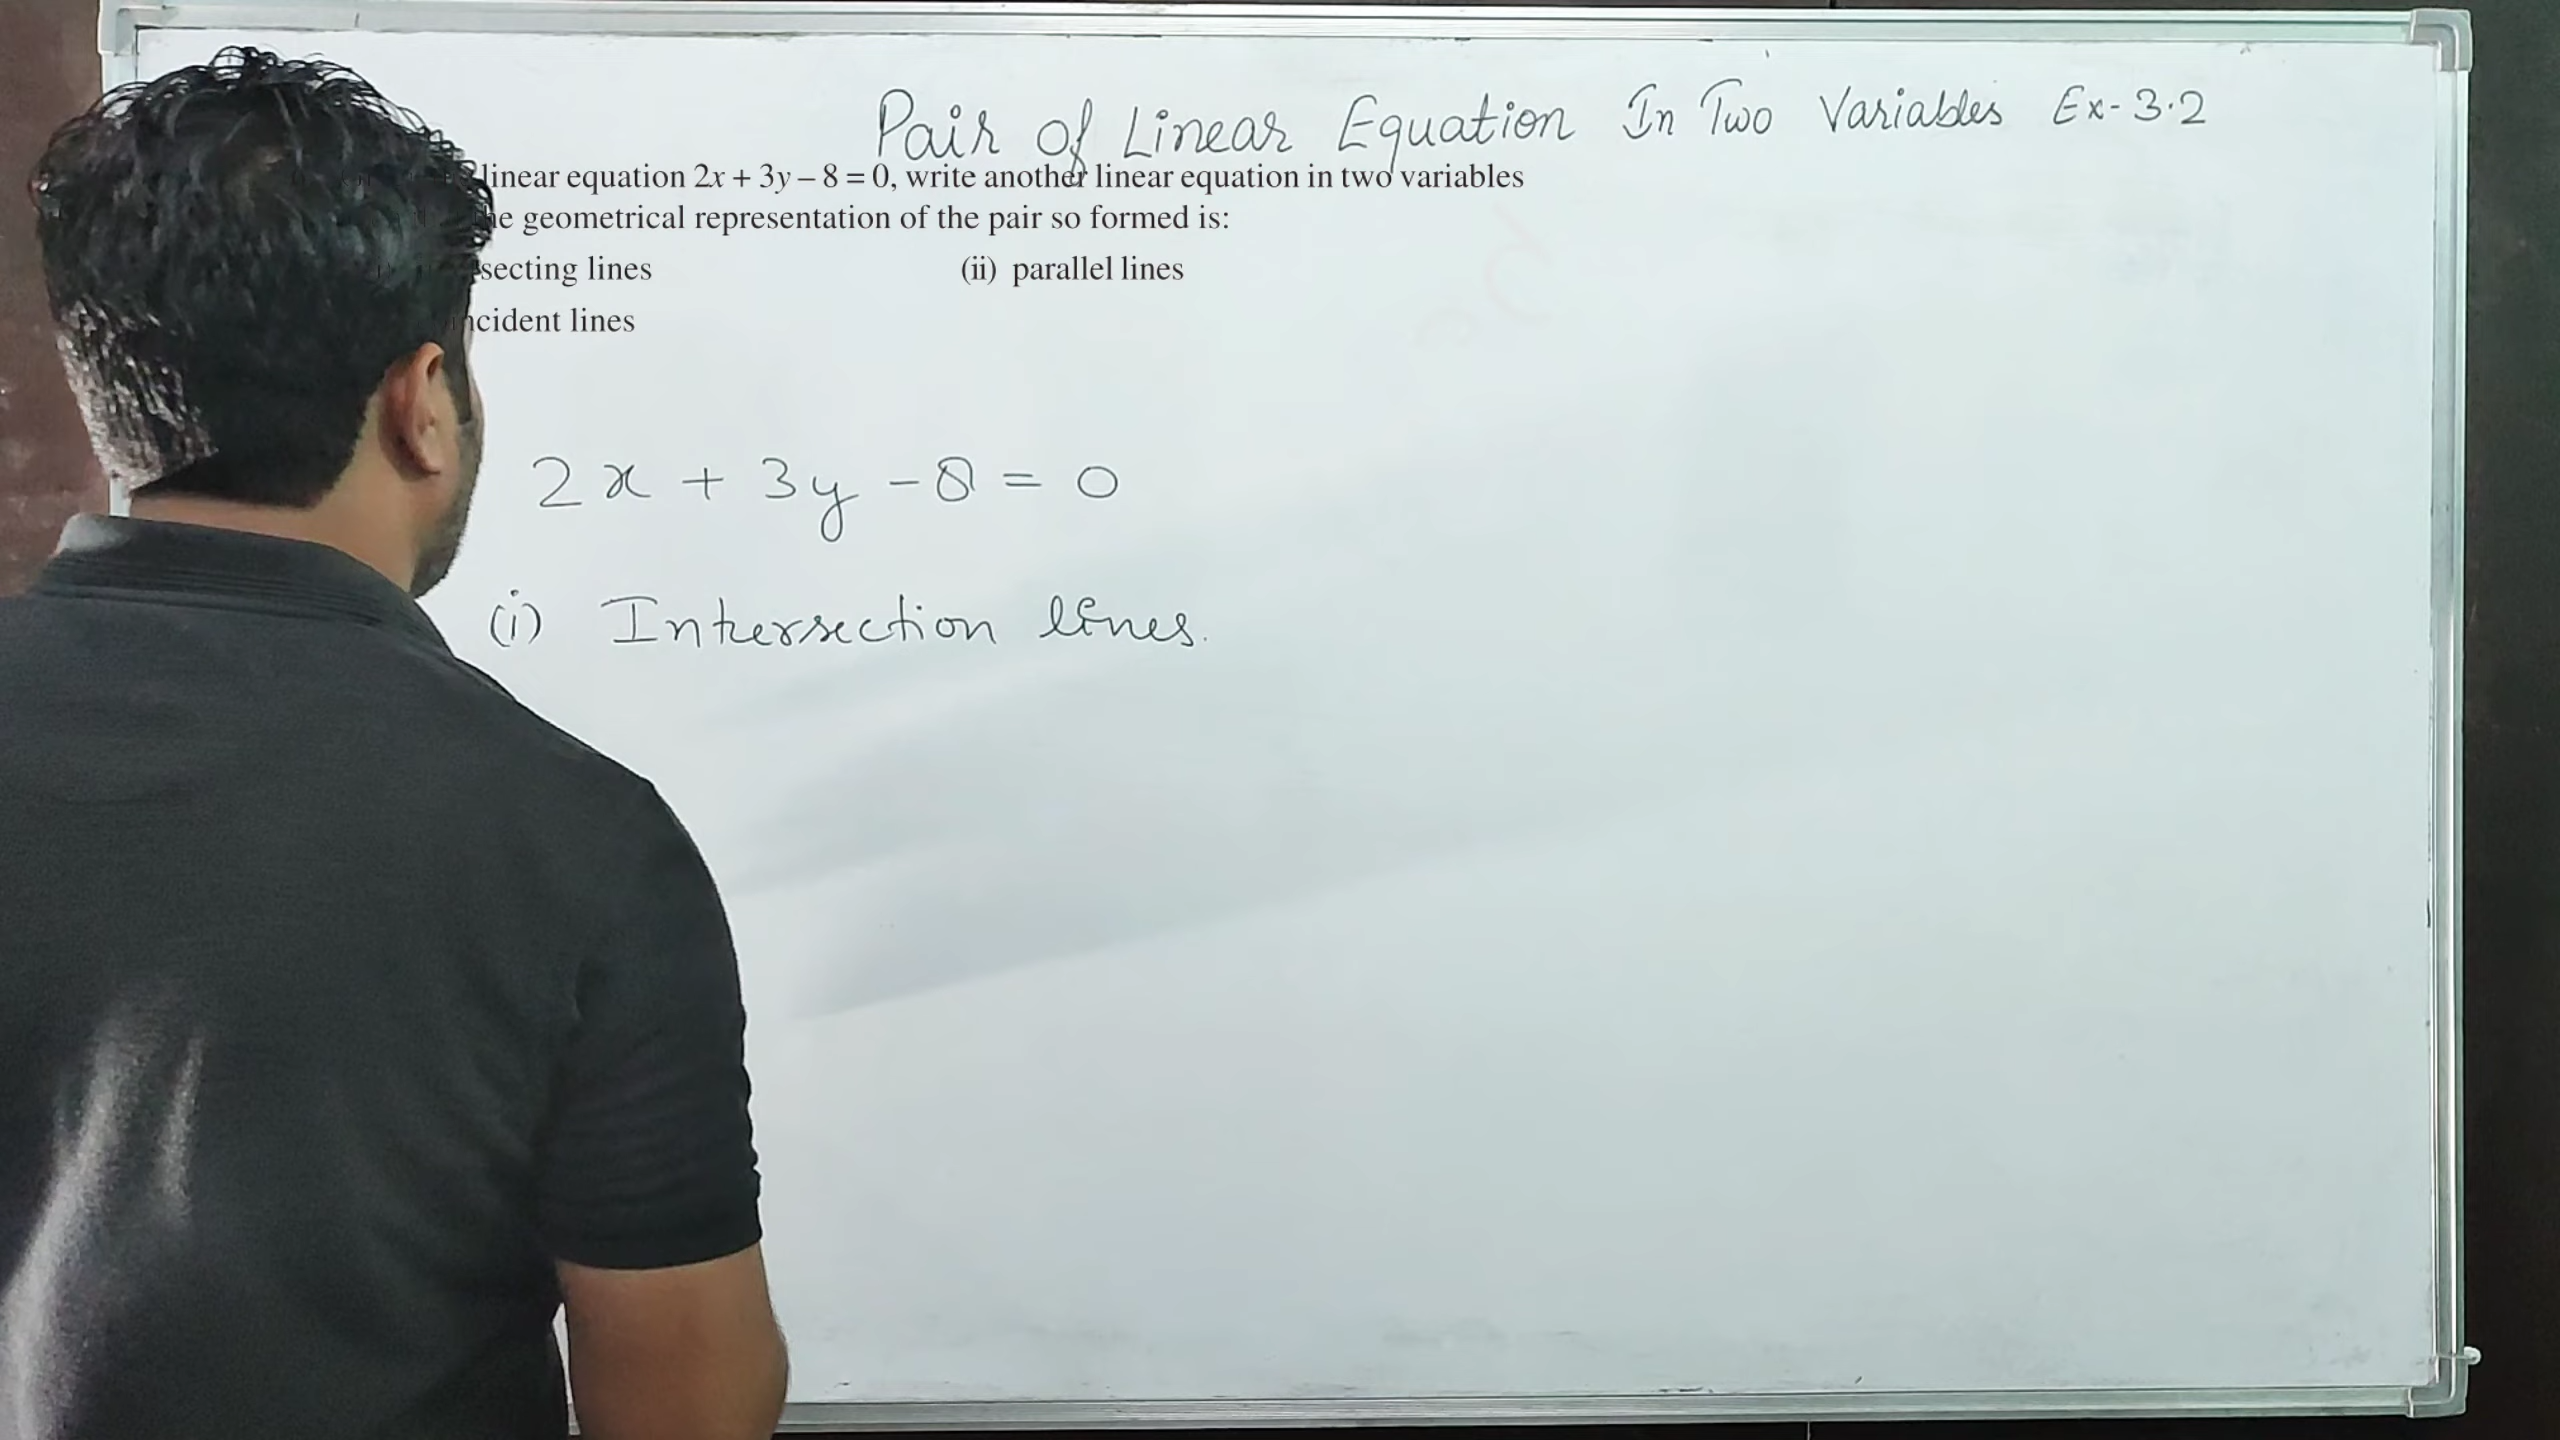 Pair of Linear Equation In Two Variables Ex-3.2
linear equation 2x + 3y – 8 = 0, write another linear equation in two variables
geometrical representation of the pair so formed is:
secting lines (ii) parallel lines
ncident lines
2x + 3y - 8 = 0
(i) Intersection lines.